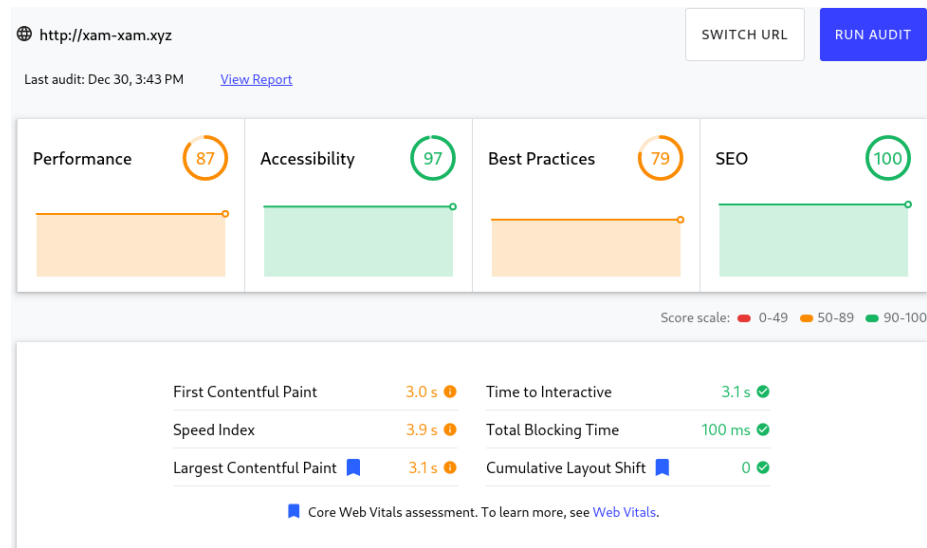 http://xam-xam.xyz
SWITCH URL
RUN AUDIT
Last audit: Dec 30, 3:43 PM View Report
Performance 87
Accessibility 97
Best Practices 79
SEO 100
Score scale: 0-49 50-89 90-100
First Contentful Paint 3.0 s
Time to Interactive 3.1 s
Speed Index 3.9 s
Total Blocking Time 100 ms
Largest Contentful Paint 3.1 s
Cumulative Layout Shift 0
Core Web Vitals assessment. To learn more, see Web Vitals.